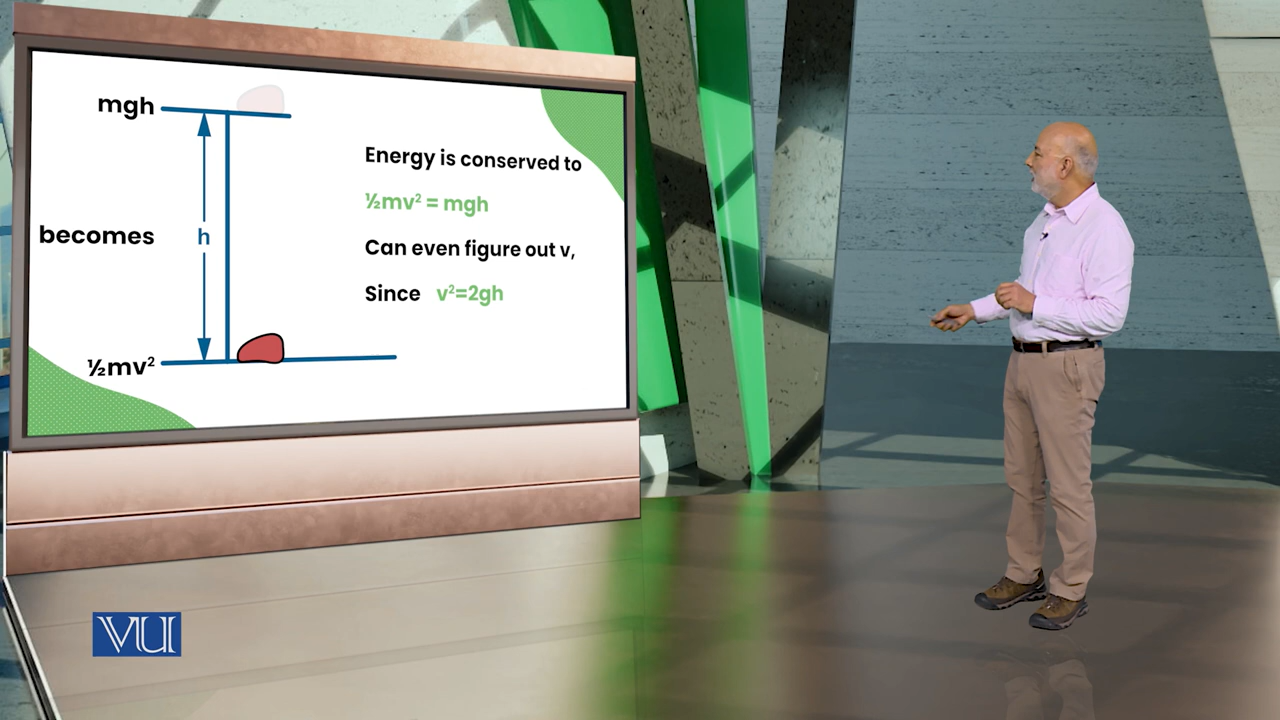 mgh
becomes
h
½mv²
Energy is conserved to
½mv² = mgh
Can even figure out v,
Since v²=2gh
VU